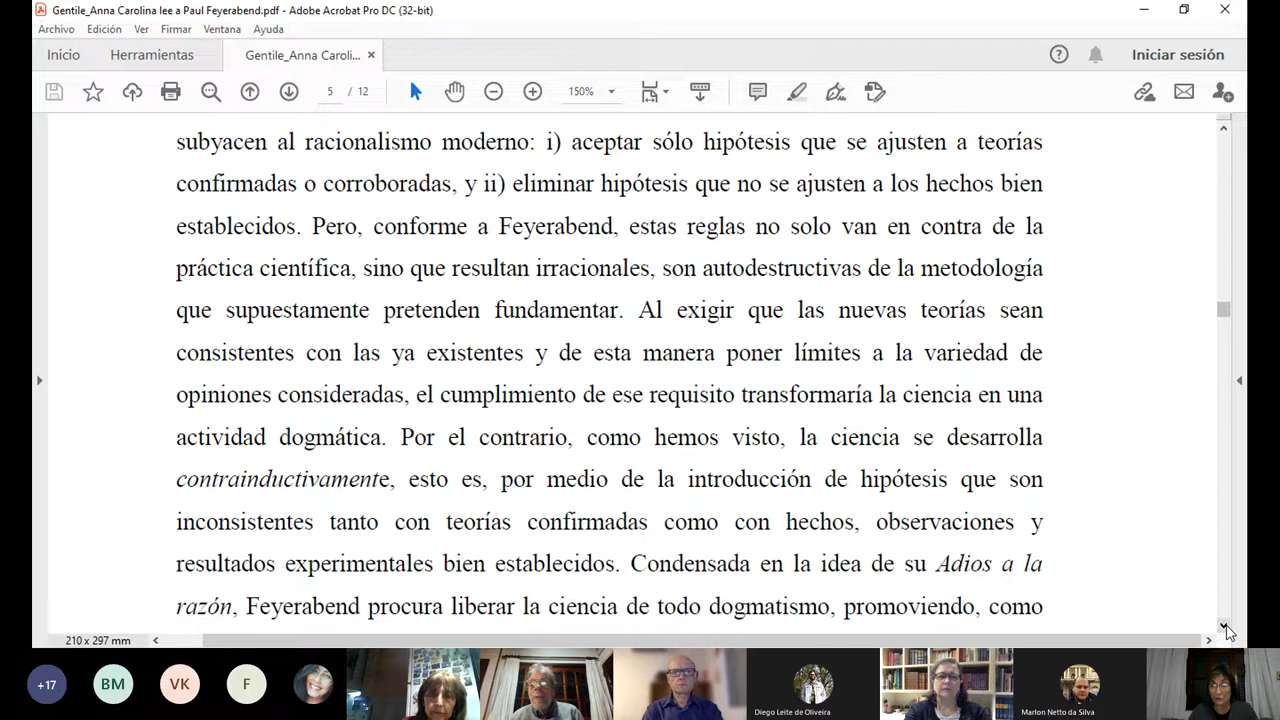 Gentile_Anna Carolina lee a Paul Feyerabend.pdf - Adobe Acrobat Pro DC (32-bit)
Archivo Edición Ver Firmar Ventana Ayuda
Inicio Herramientas Gentile_Anna Caroli... × Iniciar sesión
5 / 12 150%
subyacen al racionalismo moderno: i) aceptar sólo hipótesis que se ajusten a teorías
confirmadas o corroboradas, y ii) eliminar hipótesis que no se ajusten a los hechos bien
establecidos. Pero, conforme a Feyerabend, estas reglas no solo van en contra de la
práctica científica, sino que resultan irracionales, son autodestructivas de la metodología
que supuestamente pretenden fundamentar. Al exigir que las nuevas teorías sean
consistentes con las ya existentes y de esta manera poner límites a la variedad de
opiniones consideradas, el cumplimiento de ese requisito transformaría la ciencia en una
actividad dogmática. Por el contrario, como hemos visto, la ciencia se desarrolla
contrainductivamente, esto es, por medio de la introducción de hipótesis que son
inconsistentes tanto con teorías confirmadas como con hechos, observaciones y
resultados experimentales bien establecidos. Condensada en la idea de su Adios a la
razón, Feyerabend procura liberar la ciencia de todo dogmatismo, promoviendo, como
210 x 297 mm
+17 BM VK F
Diego Leite de Oliveira
Marlon Netto da Silva